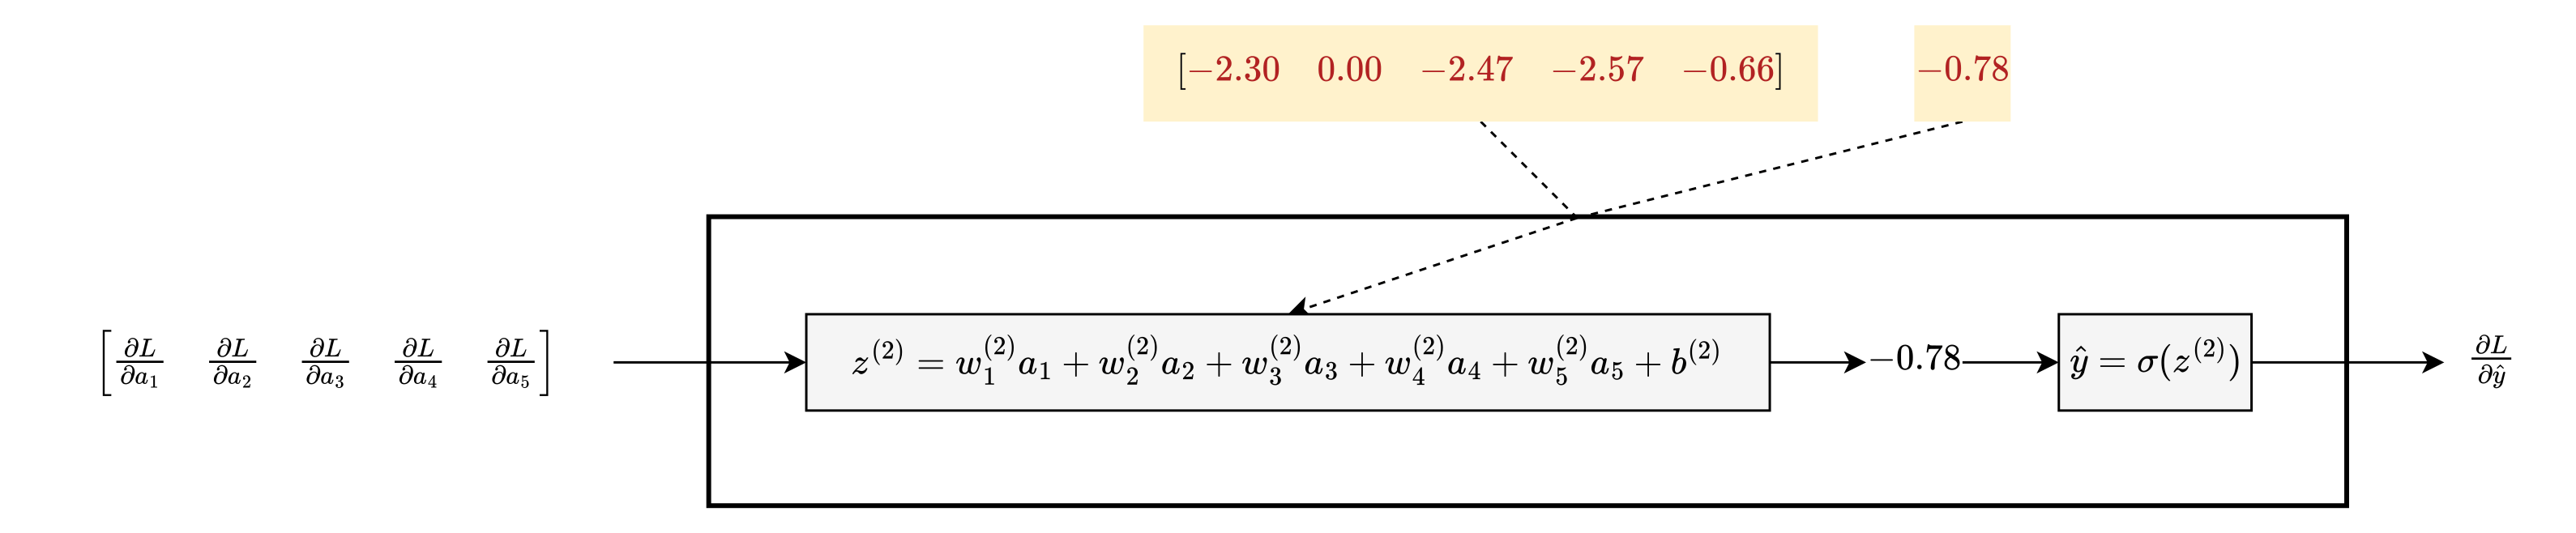 [−2.30 0.00 −2.47 −2.57 −0.66] −0.78
[∂L/∂a₁ ∂L/∂a₂ ∂L/∂a₃ ∂L/∂a₄ ∂L/∂a₅] z⁽²⁾ = w₁⁽²⁾a₁ + w₂⁽²⁾a₂ + w₃⁽²⁾a₃ + w₄⁽²⁾a₄ + w₅⁽²⁾a₅ + b⁽²⁾ −0.78 ŷ = σ(z⁽²⁾) ∂L/∂ŷ